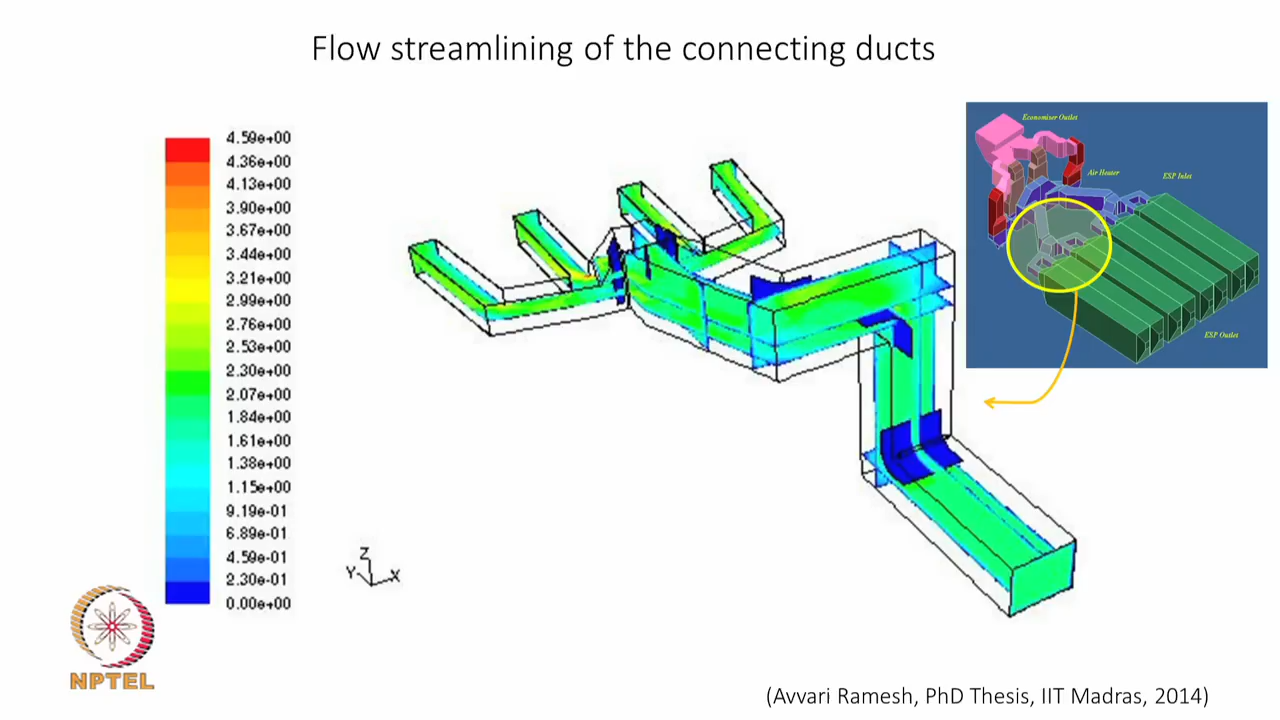 Flow streamlining of the connecting ducts
4.59e+00
4.36e+00
4.13e+00
3.90e+00
3.67e+00
3.44e+00
3.21e+00
2.99e+00
2.76e+00
2.53e+00
2.30e+00
2.07e+00
1.84e+00
1.61e+00
1.38e+00
1.15e+00
9.19e-01
6.89e-01
4.59e-01
2.30e-01
0.00e+00
Economiser Outlet
Air Heater
ESP Inlet
ESP Outlet
Z
Y
X
NPTEL
(Avvari Ramesh, PhD Thesis, IIT Madras, 2014)